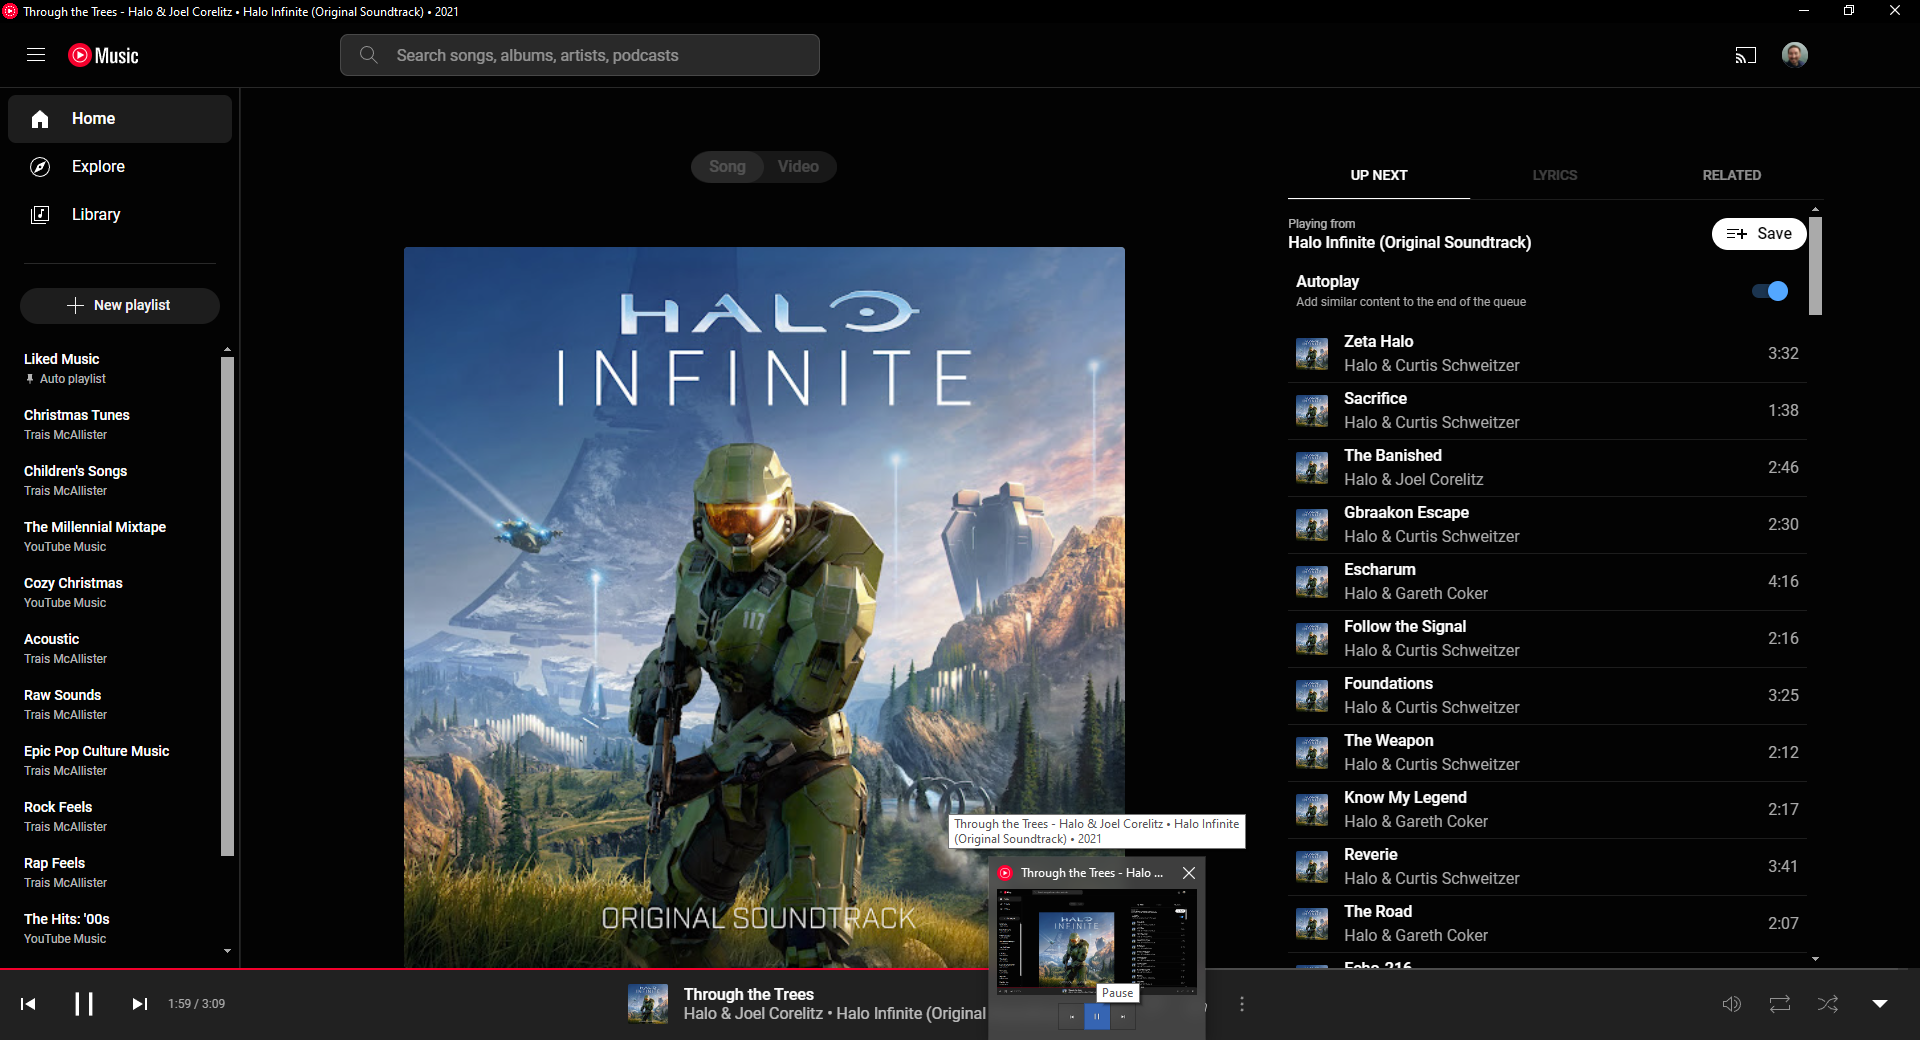 Through the Trees - Halo & Joel Corelitz • Halo Infinite (Original Soundtrack) • 2021
Music
Search songs, albums, artists, podcasts
Home
Explore
Library
New playlist
Liked Music
Auto playlist
Christmas Tunes
Trais McAllister
Children's Songs
Trais McAllister
The Millennial Mixtape
YouTube Music
Cozy Christmas
YouTube Music
Acoustic
Trais McAllister
Raw Sounds
Trais McAllister
Epic Pop Culture Music
Trais McAllister
Rock Feels
Trais McAllister
Rap Feels
Trais McAllister
The Hits: '00s
YouTube Music
Song Video
HALO
INFINITE
117
ORIGINAL SOUNDTRACK
UP NEXT LYRICS RELATED
Playing from
Halo Infinite (Original Soundtrack)
Save
Autoplay
Add similar content to the end of the queue
Zeta Halo
Halo & Curtis Schweitzer
3:32
Sacrifice
Halo & Curtis Schweitzer
1:38
The Banished
Halo & Joel Corelitz
2:46
Gbraakon Escape
Halo & Curtis Schweitzer
2:30
Escharum
Halo & Gareth Coker
4:16
Follow the Signal
Halo & Curtis Schweitzer
2:16
Foundations
Halo & Curtis Schweitzer
3:25
The Weapon
Halo & Curtis Schweitzer
2:12
Know My Legend
Halo & Gareth Coker
2:17
Reverie
Halo & Curtis Schweitzer
3:41
The Road
Halo & Gareth Coker
2:07
Echo 216
Through the Trees - Halo & Joel Corelitz • Halo Infinite
(Original Soundtrack) • 2021
Through the Trees - Halo ...
HALO
INFINITE
Pause
1:59 / 3:09
Through the Trees
Halo & Joel Corelitz • Halo Infinite (Original